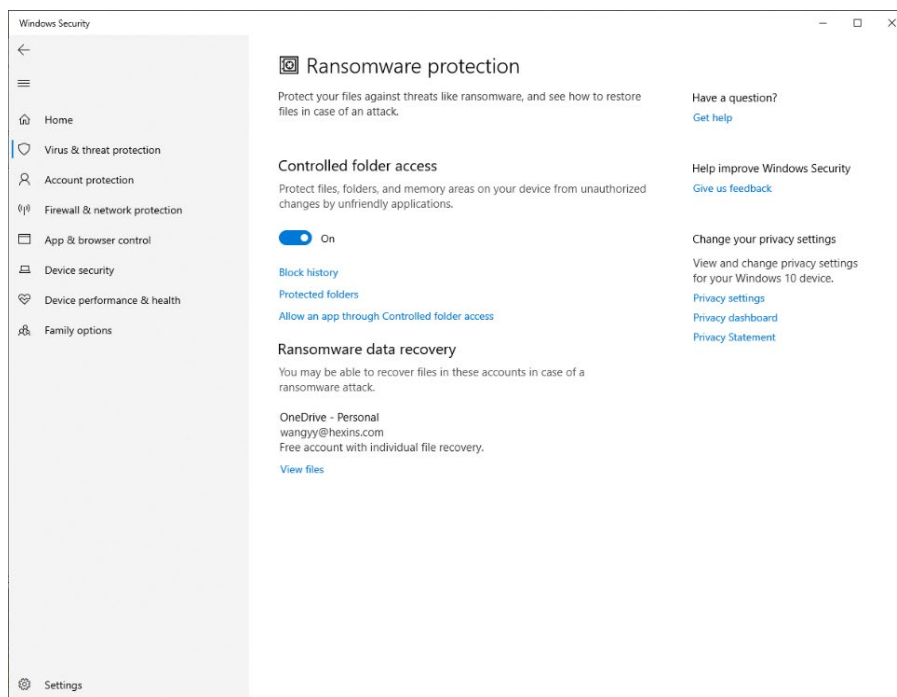 Windows Security
Home
Virus & threat protection
Account protection
Firewall & network protection
App & browser control
Device security
Device performance & health
Family options
Settings
Ransomware protection
Protect your files against threats like ransomware, and see how to restore
files in case of an attack.
Controlled folder access
Protect files, folders, and memory areas on your device from unauthorized
changes by unfriendly applications.
On
Block history
Protected folders
Allow an app through Controlled folder access
Ransomware data recovery
You may be able to recover files in these accounts in case of a
ransomware attack.
OneDrive - Personal
wangyy@hexins.com
Free account with individual file recovery.
View files
Have a question?
Get help
Help improve Windows Security
Give us feedback
Change your privacy settings
View and change privacy settings
for your Windows 10 device.
Privacy settings
Privacy dashboard
Privacy Statement